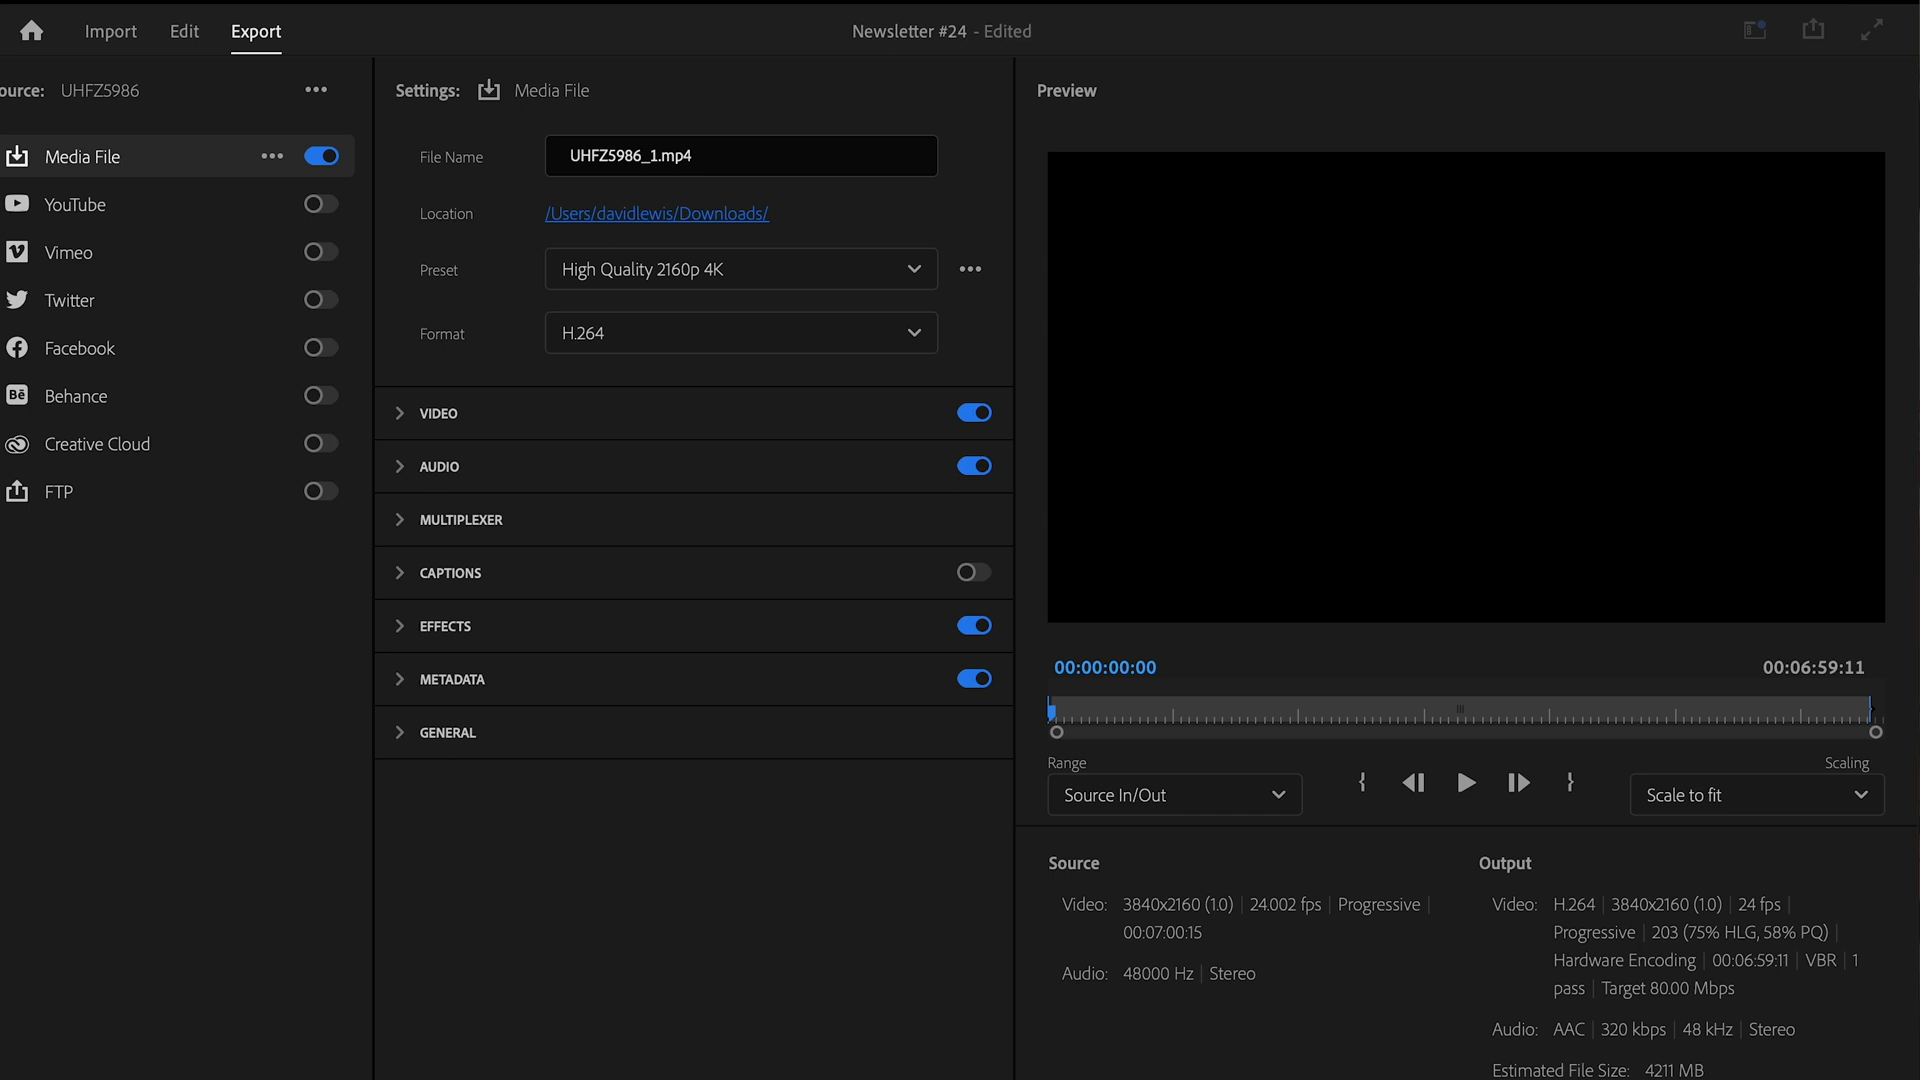 Import Edit Export
Newsletter #24 - Edited
ource: UHFZ5986
Media File
YouTube
Vimeo
Twitter
Facebook
Behance
Creative Cloud
FTP
Settings: Media File
File Name UHFZ5986_1.mp4
Location /Users/davidlewis/Downloads/
Preset High Quality 2160p 4K
Format H.264
VIDEO
AUDIO
MULTIPLEXER
CAPTIONS
EFFECTS
METADATA
GENERAL
Preview
00:00:00:00 00:06:59:11
Range Scaling
Source In/Out Scale to fit
Source
Video: 3840x2160 (1.0) | 24.002 fps | Progressive |
00:07:00:15
Audio: 48000 Hz | Stereo
Output
Video: H.264 | 3840x2160 (1.0) | 24 fps |
Progressive | 203 (75% HLG, 58% PQ) |
Hardware Encoding | 00:06:59:11 | VBR | 1
pass | Target 80.00 Mbps
Audio: AAC | 320 kbps | 48 kHz | Stereo
Estimated File Size: 4211 MB